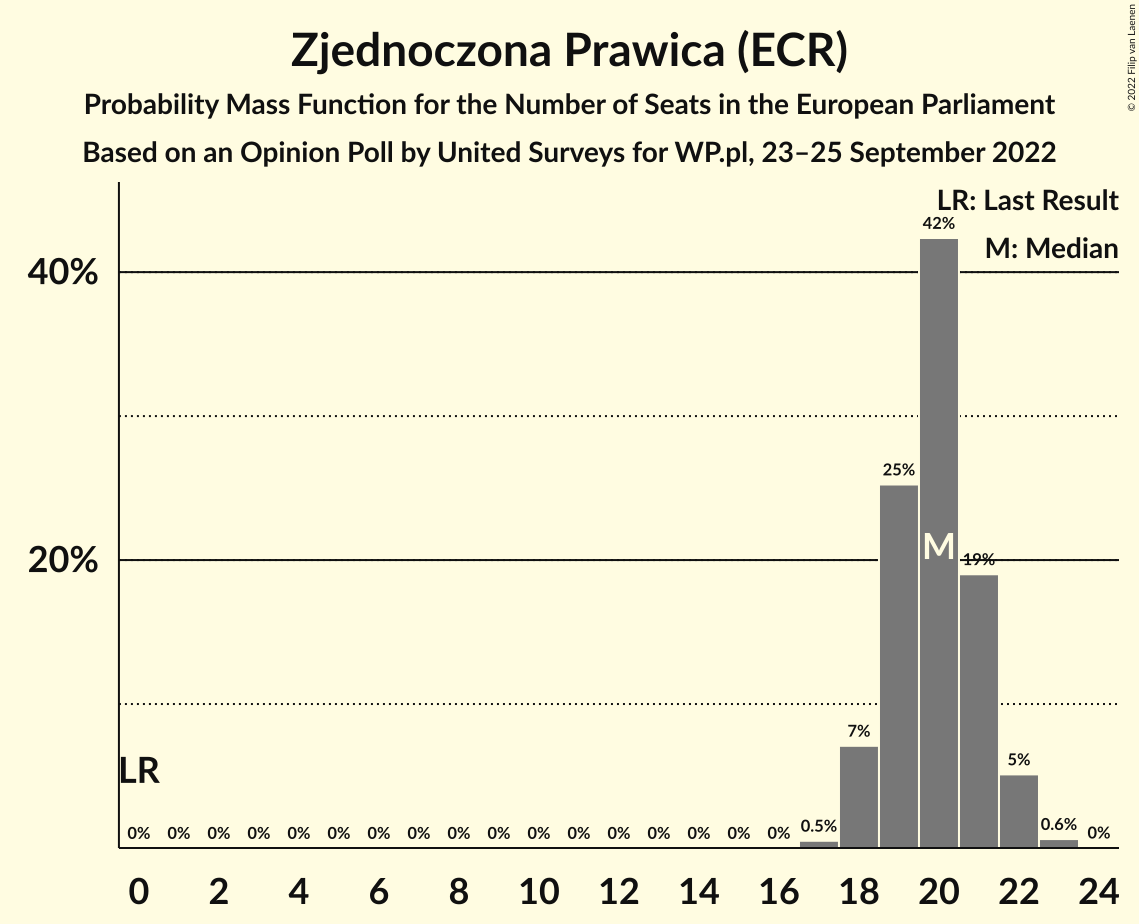 Zjednoczona Prawica (ECR)
Probability Mass Function for the Number of Seats in the European Parliament
Based on an Opinion Poll by United Surveys for WP.pl, 23–25 September 2022
© 2022 Filip van Laenen
LR: Last Result
42%
M: Median
40%
25%
M
20%
19%
7%
5%
LR
0% 0% 0% 0% 0% 0% 0% 0% 0% 0% 0% 0% 0% 0% 0% 0% 0% 0.5% 0.6% 0%
0 2 4 6 8 10 12 14 16 18 20 22 24